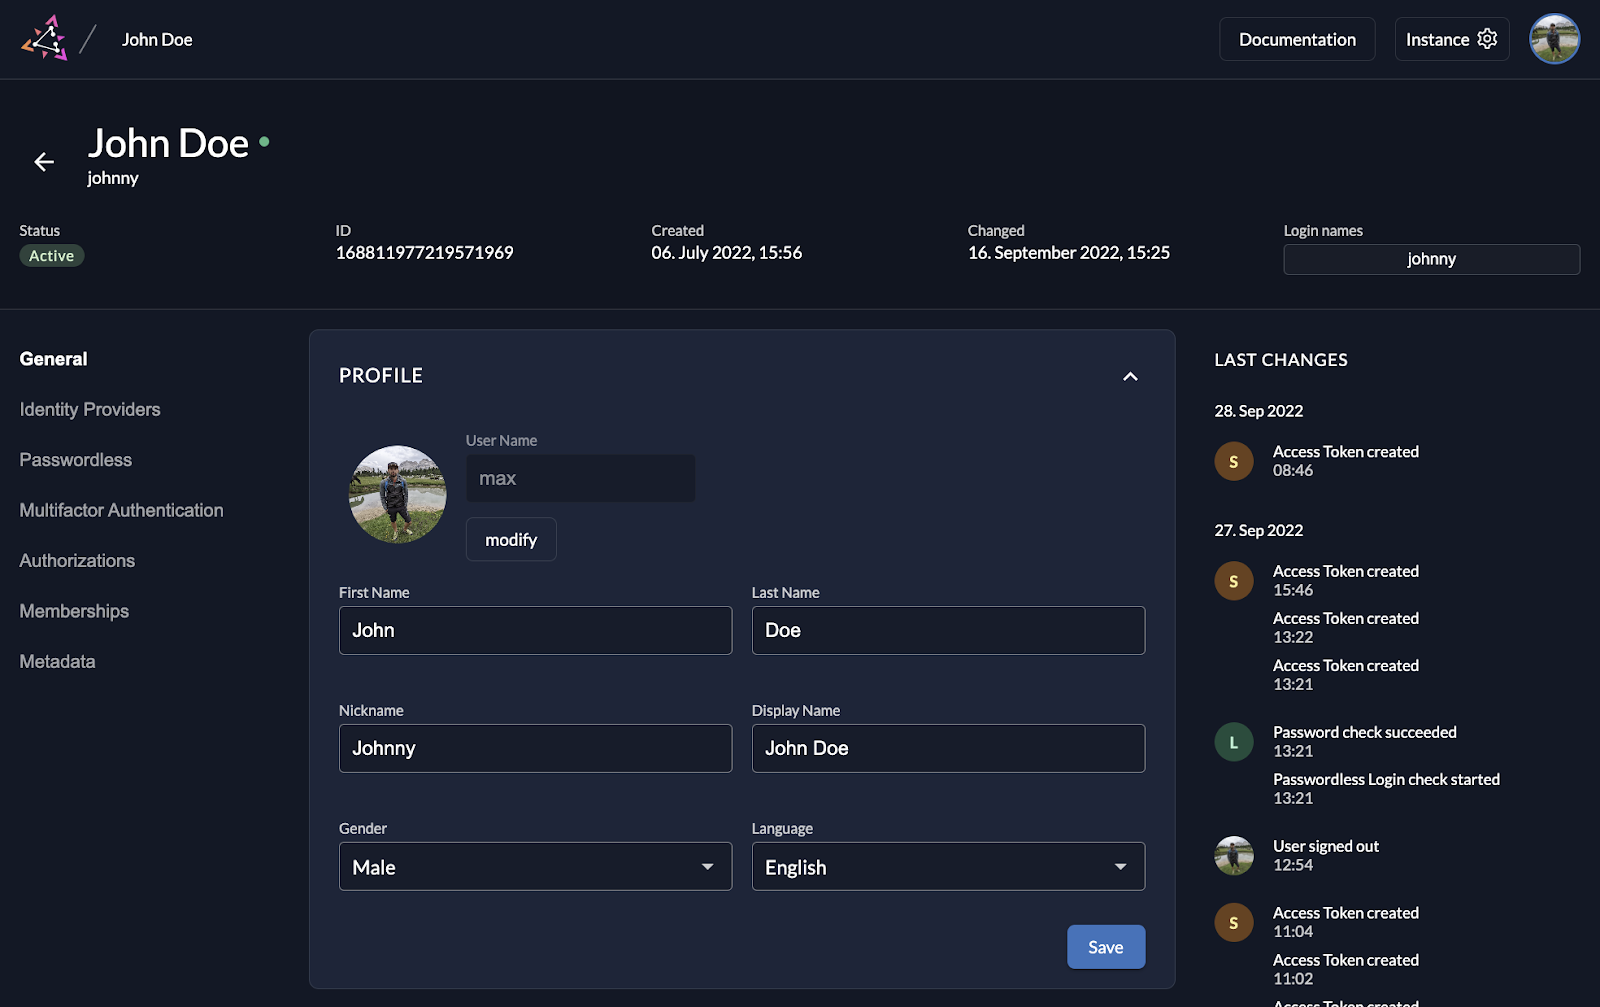 John Doe
Documentation
Instance
John Doe
johnny
Status
Active
ID
168811977219571969
Created
06. July 2022, 15:56
Changed
16. September 2022, 15:25
Login names
johnny
General
Identity Providers
Passwordless
Multifactor Authentication
Authorizations
Memberships
Metadata
PROFILE
User Name
max
modify
First Name
John
Last Name
Doe
Nickname
Johnny
Display Name
John Doe
Gender
Male
Language
English
Save
LAST CHANGES
28. Sep 2022
S
Access Token created
08:46
27. Sep 2022
S
Access Token created
15:46
Access Token created
13:22
Access Token created
13:21
L
Password check succeeded
13:21
Passwordless Login check started
13:21
User signed out
12:54
S
Access Token created
11:04
Access Token created
11:02
Access Token created